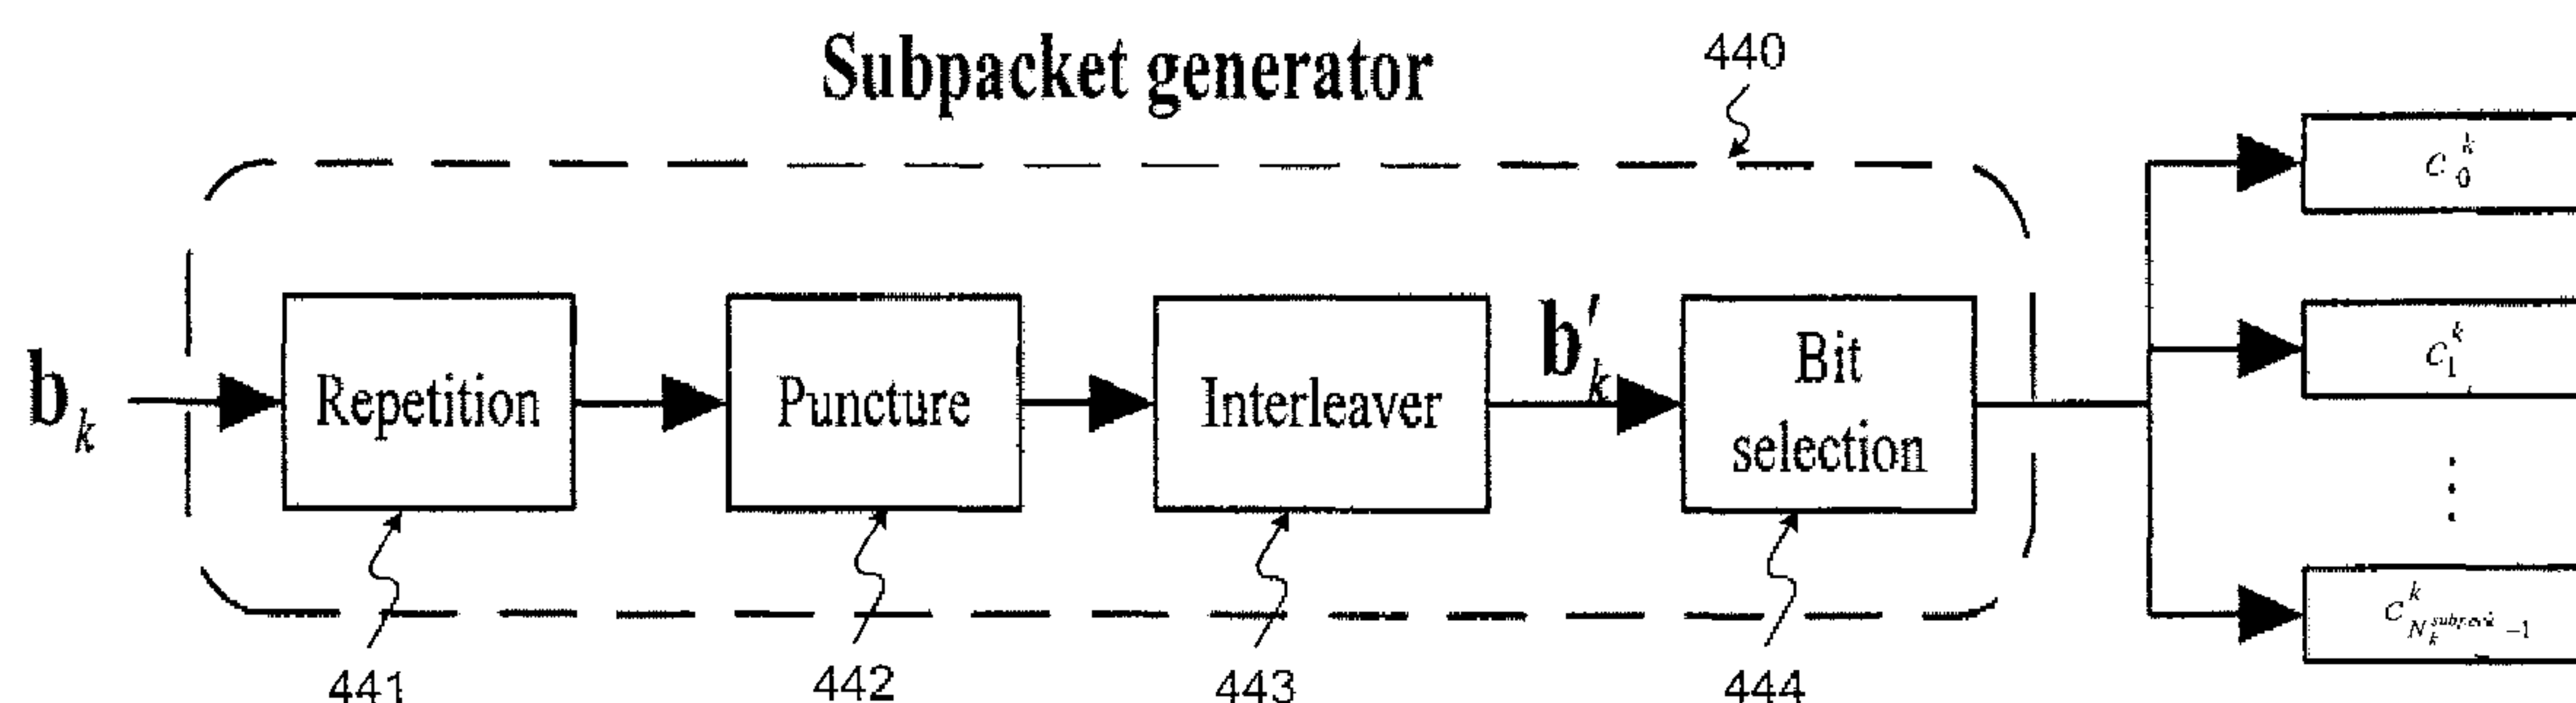 Subpacket generator
440
b_k
Repetition
Puncture
Interleaver
b'_k
Bit
selection
c_0^k
c_1^k
⋮
c_{N_k^{subpack}-1}^k
441
442
443
444